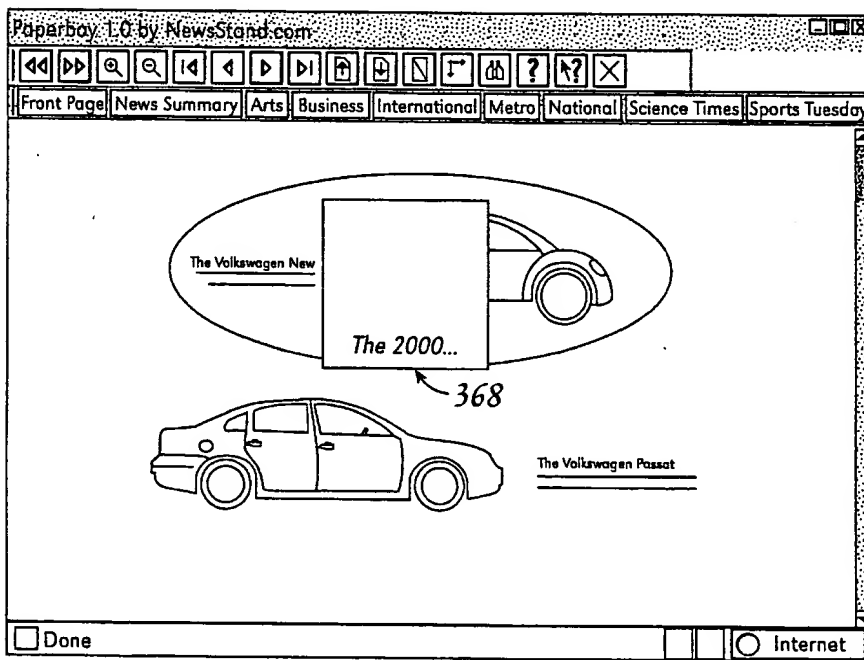 Paperboy 1.0 by NewsStand.com
? ?
Front Page News Summary Arts Business International Metro National Science Times Sports Tuesday
The Volkswagen New
The 2000...
368
The Volkswagen Passat
Done Internet